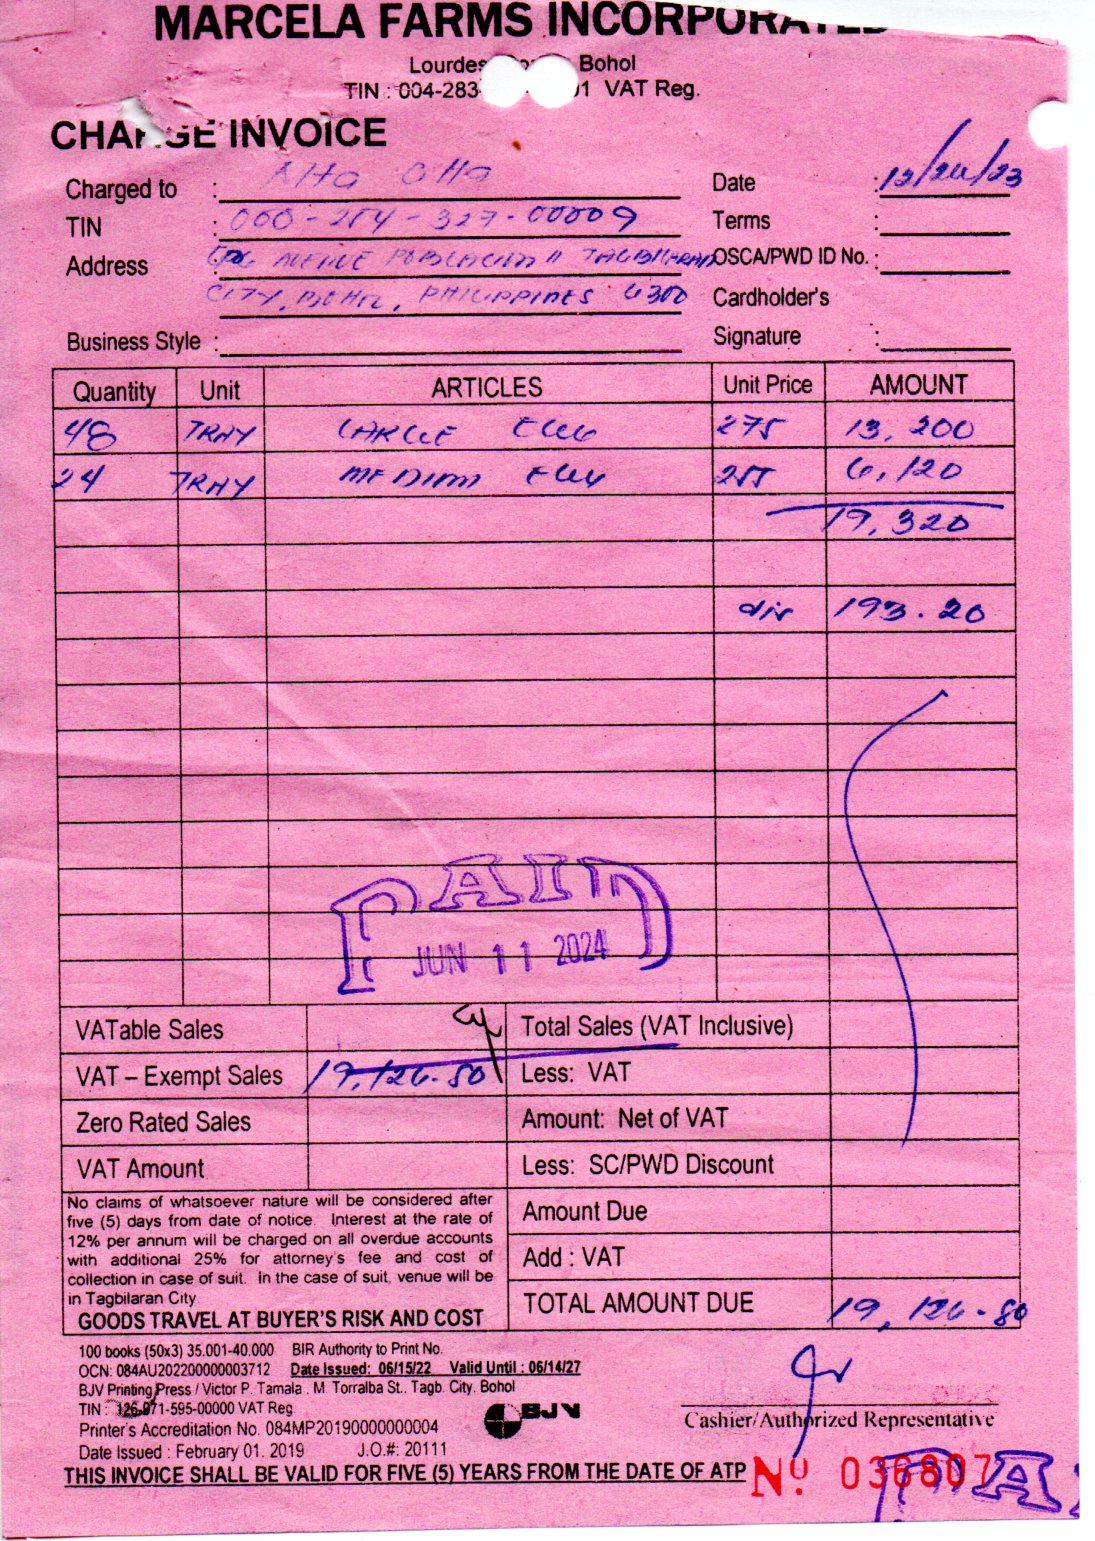 MARCELA FARMS INCORPORATED
Lourdes Bohol
TIN : 004-283 01 VAT Reg.
CHARGE INVOICE
Charged to : Alta Citta
Date : 12/26/23
TIN : 000-254-327-00009
Terms :
Address : CPG AVENUE POBLACION II TAGBILARAN
OSCA/PWD ID No. :
CITY, BOHOL, PHILIPPINES 6300
Cardholder's
Signature :
Business Style :
Quantity Unit ARTICLES Unit Price AMOUNT
48 TRAY LARGE EGG 275 13,200
24 TRAY MEDIUM EGG 255 6,120
19,320
dis 193.20
PAID
JUN 11 2024
VATable Sales Total Sales (VAT Inclusive)
VAT – Exempt Sales 19,126.80 Less: VAT
Zero Rated Sales Amount: Net of VAT
VAT Amount Less: SC/PWD Discount
No claims of whatsoever nature will be considered after
five (5) days from date of notice. Interest at the rate of
12% per annum will be charged on all overdue accounts
with additional 25% for attorney's fee and cost of
collection in case of suit. In the case of suit, venue will be
in Tagbilaran City
GOODS TRAVEL AT BUYER'S RISK AND COST
Amount Due
Add : VAT
TOTAL AMOUNT DUE 19,126.80
100 books (50x3) 35.001-40.000 BIR Authority to Print No.
OCN: 084AU202200000003712 Date Issued: 06/15/22 Valid Until : 06/14/27
BJV Printing Press / Victor P. Tamala . M. Torralba St.. Tagb. City. Bohol
TIN : 126-971-595-00000 VAT Reg
Printer's Accreditation No. 084MP20190000000004
Date Issued : February 01. 2019 J.O.#: 20111
BJV
Cashier/Authorized Representative
THIS INVOICE SHALL BE VALID FOR FIVE (5) YEARS FROM THE DATE OF ATP
Nº 036807
PA